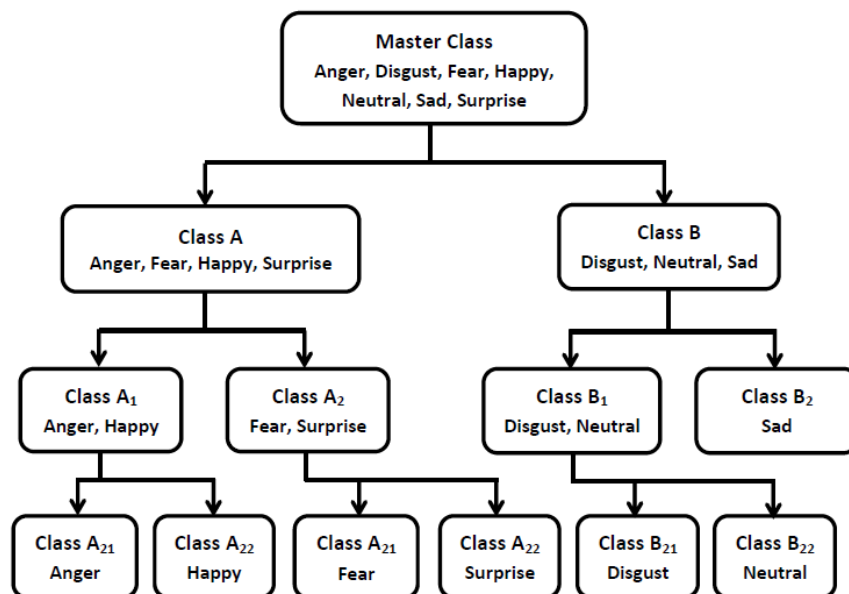 Master Class
Anger, Disgust, Fear, Happy,
Neutral, Sad, Surprise
Class A
Anger, Fear, Happy, Surprise
Class B
Disgust, Neutral, Sad
Class A₁
Anger, Happy
Class A₂
Fear, Surprise
Class B₁
Disgust, Neutral
Class B₂
Sad
Class A₂₁
Anger
Class A₂₂
Happy
Class A₂₁
Fear
Class A₂₂
Surprise
Class B₂₁
Disgust
Class B₂₂
Neutral